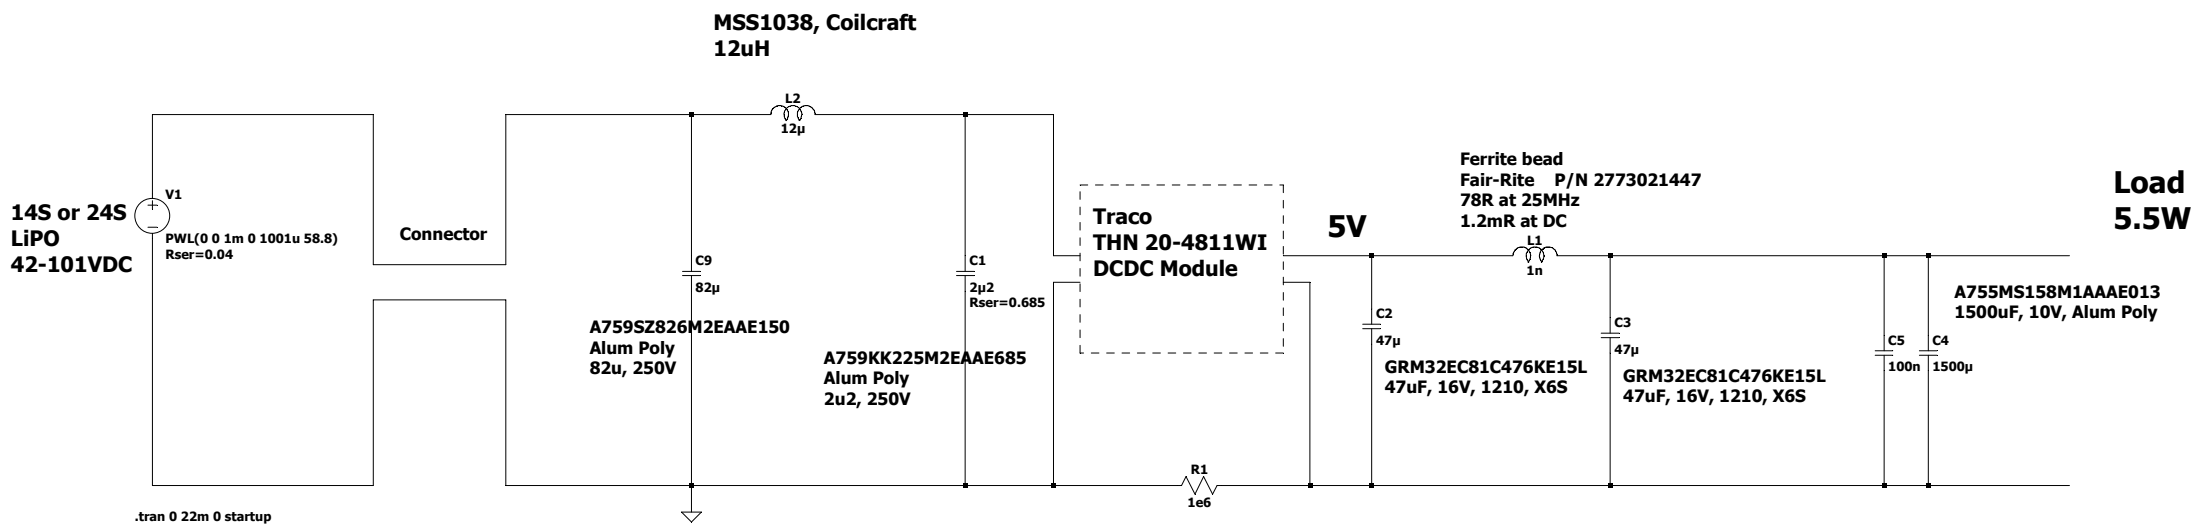 MSS1038, Coilcraft
12uH
L2
12µ
14S or 24S
LiPO
42-101VDC
V1
PWL(0 0 1m 0 1001u 58.8)
Rser=0.04
Connector
C9
82µ
A759SZ826M2EAAE150
Alum Poly
82u, 250V
C1
2µ2
Rser=0.685
A759KK225M2EAAE685
Alum Poly
2u2, 250V
Traco
THN 20-4811WI
DCDC Module
5V
Ferrite bead
Fair-Rite P/N 2773021447
78R at 25MHz
1.2mR at DC
L1
1n
C2
47µ
GRM32EC81C476KE15L
47uF, 16V, 1210, X6S
C3
47µ
GRM32EC81C476KE15L
47uF, 16V, 1210, X6S
C5
100n
C4
1500µ
A755MS158M1AAAE013
1500uF, 10V, Alum Poly
Load
5.5W
R1
1e6
.tran 0 22m 0 startup